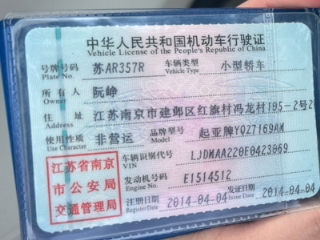 中华人民共和国机动车行驶证
Vehicle License of the People's Republic of China
号牌号码 苏AR357R 车辆类型 小型轿车
Plate No. Vehicle Type
所有人 阮峥
Owner
住址 江苏南京市建邺区红旗村冯龙村195-2号2
Address
使用性质 非营运 品牌型号 起亚牌YQZ7169AM
Use Character Model
江苏省南京
市公安局
交通管理局
车辆识别代号 LJDMAA220E0423069
VIN
发动机号码 E1514512
Engine No.
注册日期 2014-04-04 发证日期 2014-04-04
Register Date Issue Date